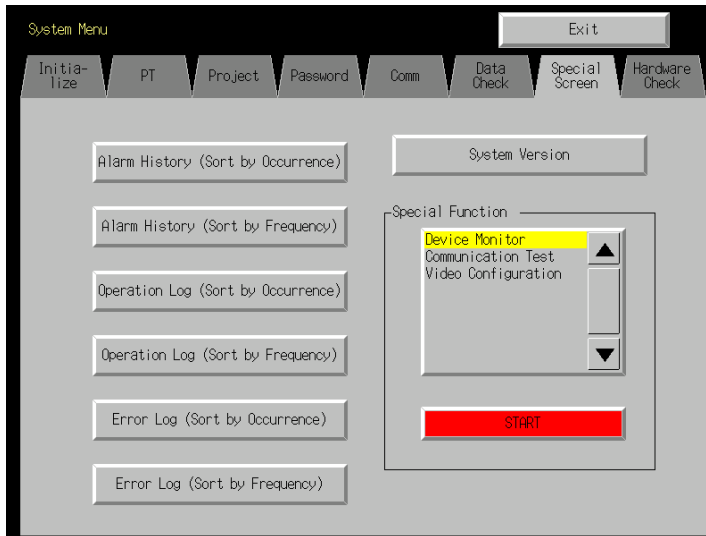 System Menu
Exit
Initia-
lize
PT
Project
Password
Comm
Data
Check
Special
Screen
Hardware
Check
Alarm History (Sort by Occurrence)
Alarm History (Sort by Frequency)
Operation Log (Sort by Occurrence)
Operation Log (Sort by Frequency)
Error Log (Sort by Occurrence)
Error Log (Sort by Frequency)
System Version
Special Function
Device Monitor
Communication Test
Video Configuration
START